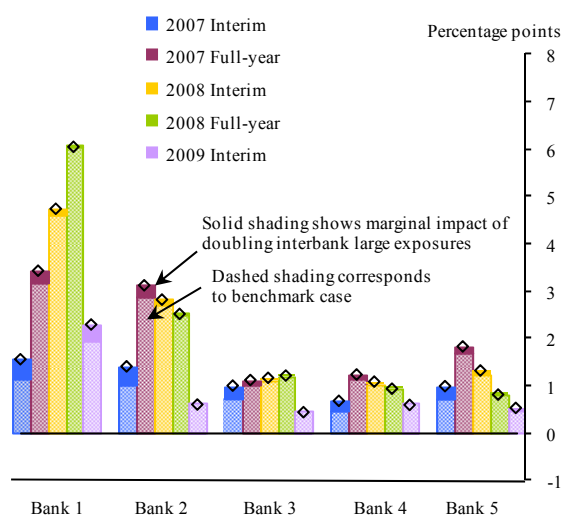 2007 Interim
2007 Full-year
2008 Interim
2008 Full-year
2009 Interim
Percentage points
8
7
6
5
4
3
2
1
0
-1
Solid shading shows marginal impact of
doubling interbank large exposures
Dashed shading corresponds
to benchmark case
Bank 1
Bank 2
Bank 3
Bank 4
Bank 5